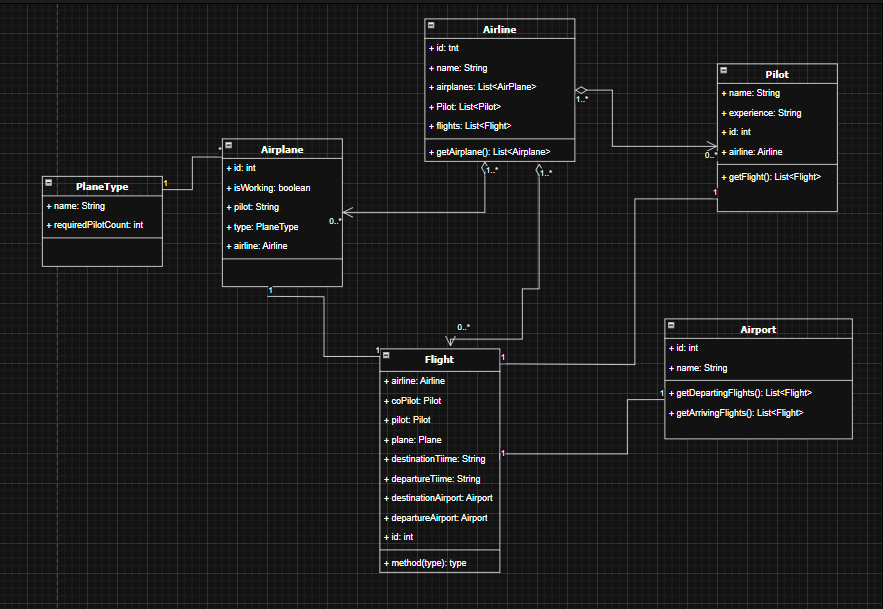 Airline
+ id: tnt
+ name: String
+ airplanes: List<AirPlane>
+ Pilot: List<Pilot>
+ flights: List<Flight>
+ getAirplane(): List<Airplane>
1..*
1..*
1..*
Pilot
+ name: String
+ experience: String
+ id: int
+ airline: Airline
+ getFlight(): List<Flight>
0..*
1
Airplane
+ id: int
+ isWorking: boolean
+ pilot: String
+ type: PlaneType
+ airline: Airline
*
0..*
1
PlaneType
+ name: String
+ requiredPilotCount: int
1
Flight
+ airline: Airline
+ coPilot: Pilot
+ pilot: Pilot
+ plane: Plane
+ destinationTiime: String
+ departureTiime: String
+ destinationAirport: Airport
+ departureAirport: Airport
+ id: int
+ method(type): type
0..*
1
1
1
Airport
+ id: int
+ name: String
+ getDepartingFlights(): List<Flight>
+ getArrivingFlights(): List<Flight>
1